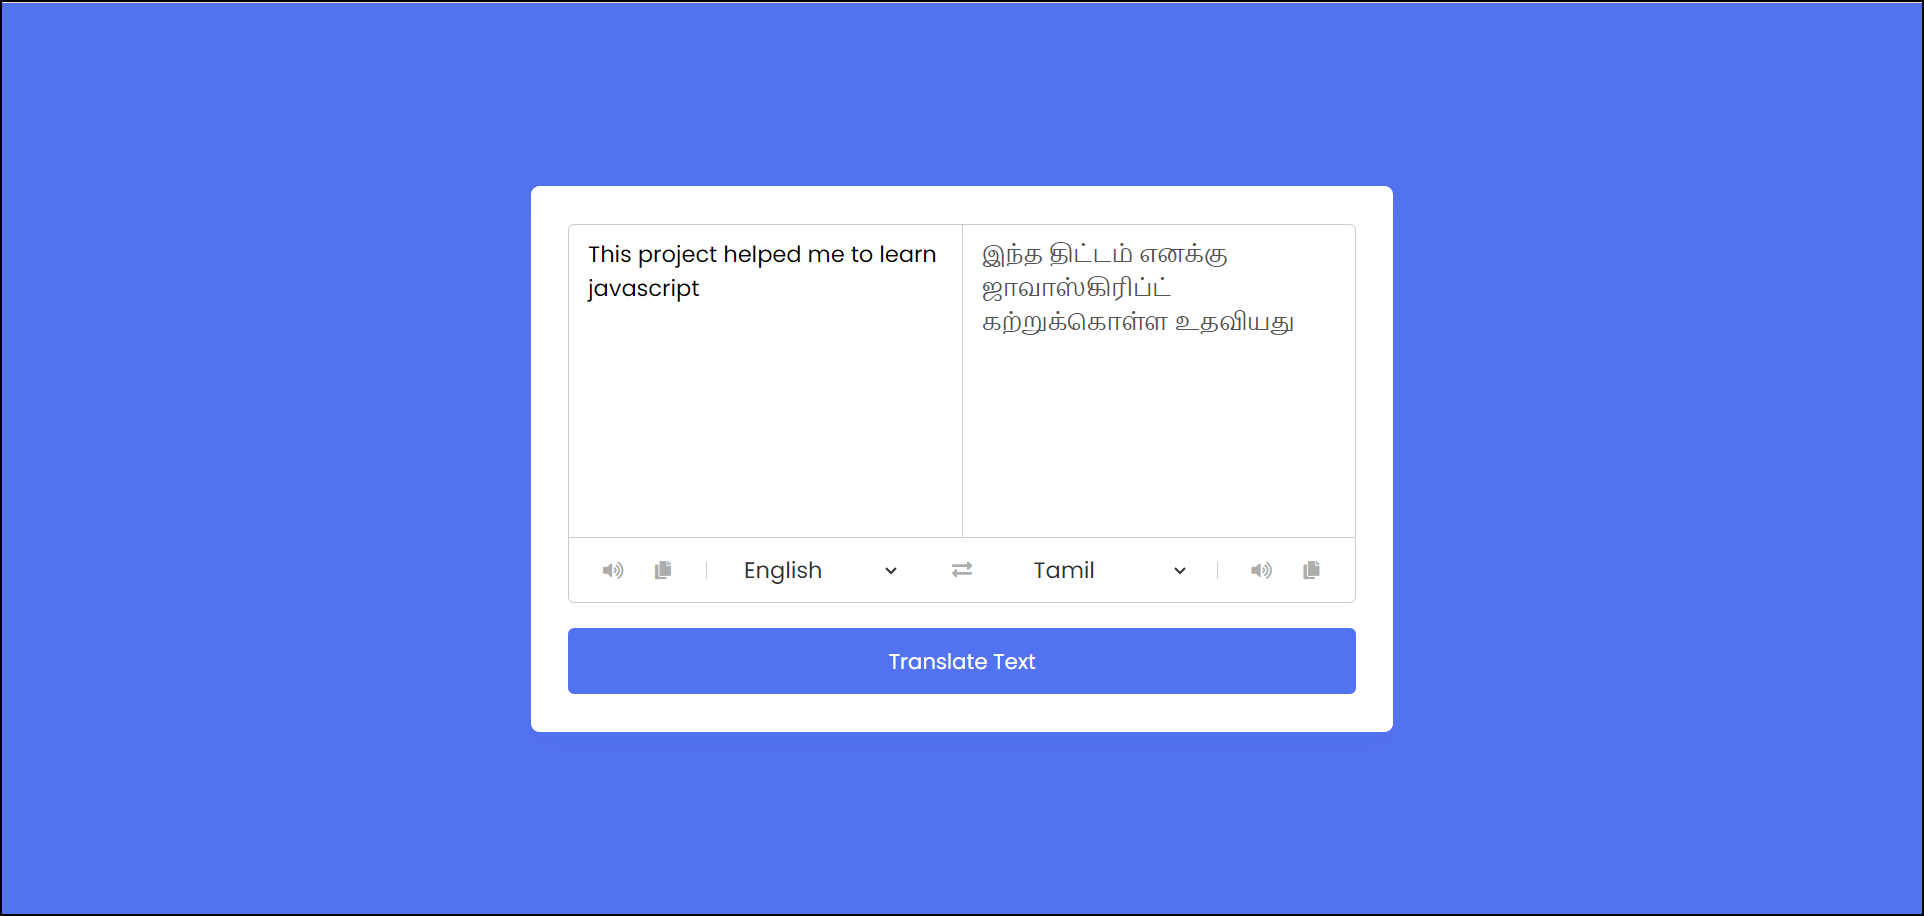 This project helped me to learn
javascript
இந்த திட்டம் எனக்கு
ஜாவாஸ்கிரிப்ட்
கற்றுக்கொள்ள உதவியது
English
Tamil
Translate Text